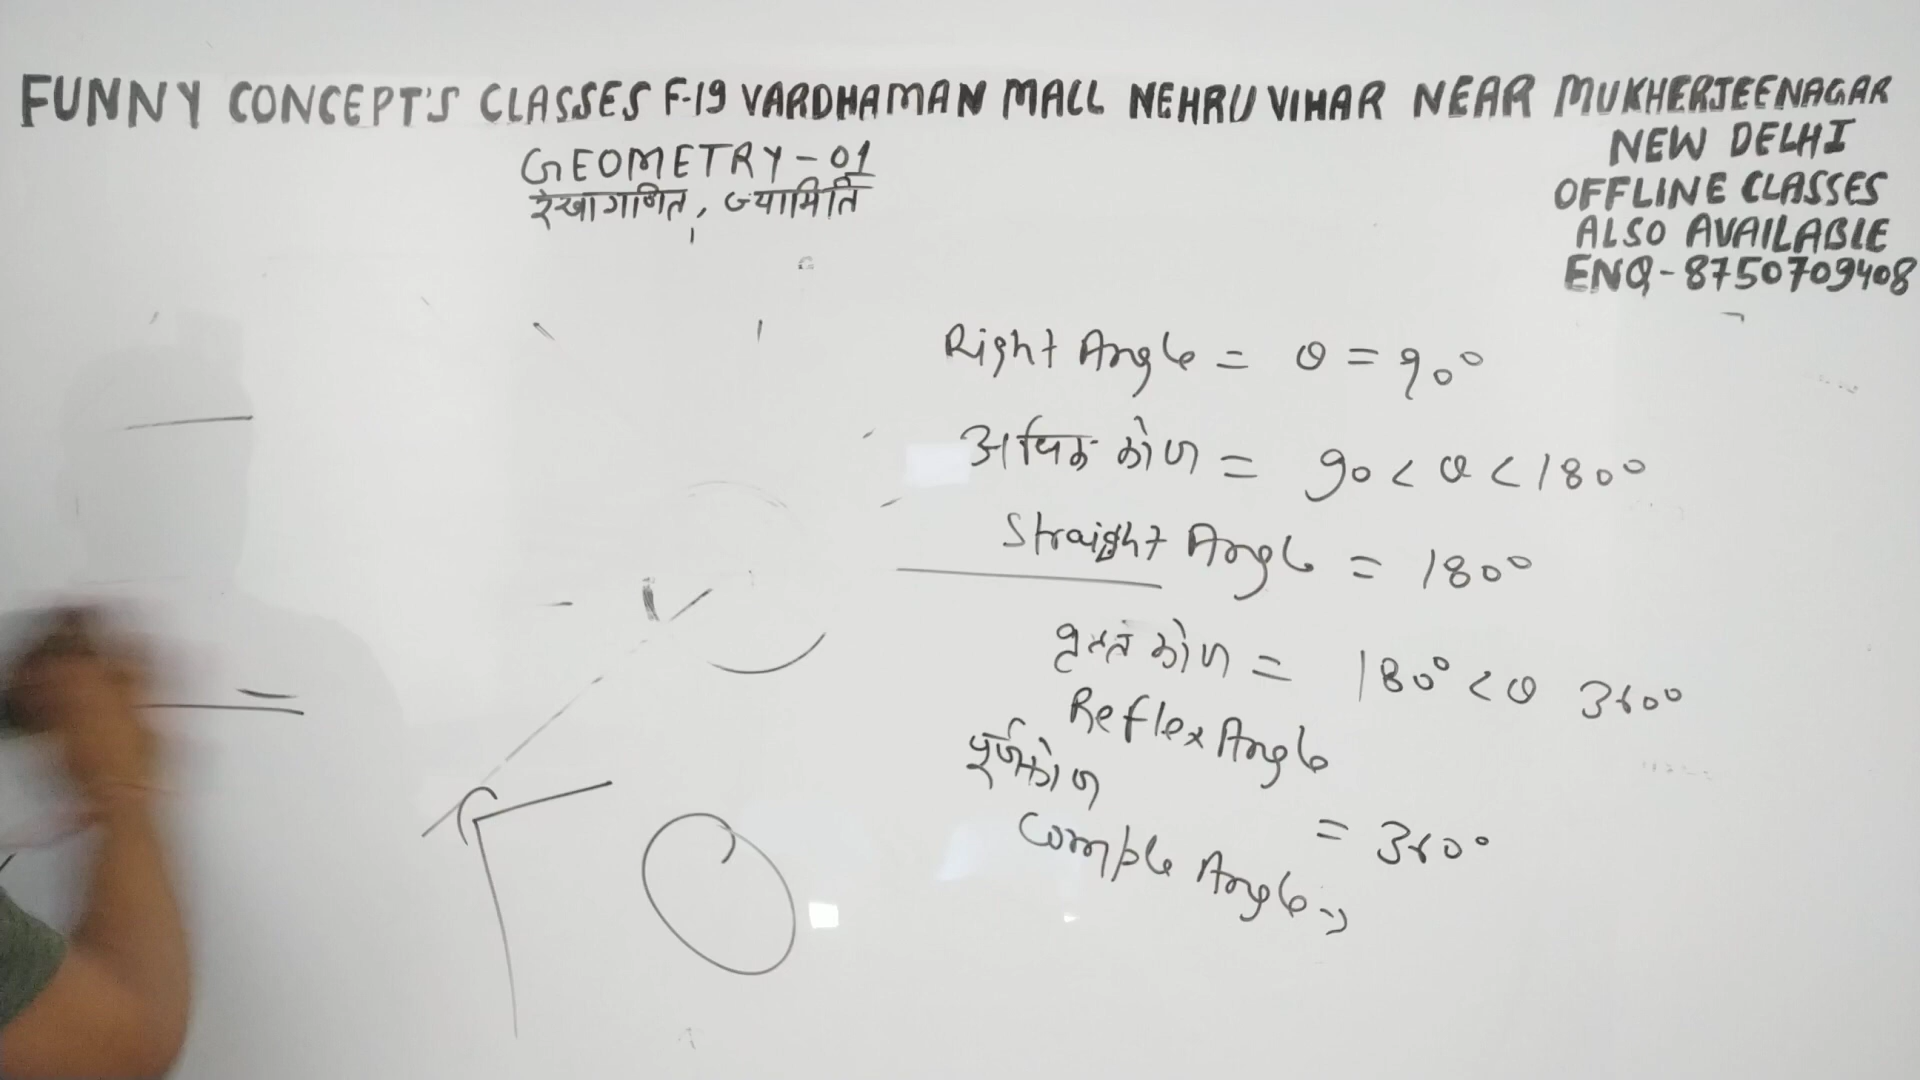 FUNNY CONCEPT'S CLASSES F-19 VARDHAMAN MALL NEHRU VIHAR NEAR MUKHERJEENAGAR
NEW DELHI
OFFLINE CLASSES
ALSO AVAILABLE
ENQ-8750709408
GEOMETRY-01
रेखागणित, ज्यामिति
Right Angle = θ = 90°
अधिक कोण = 90 < θ < 180°
Straight Angle = 180°
वृहत कोण = 180° < θ 360°
Reflex Angle
पूर्णकोण
Comple Angle = 360°